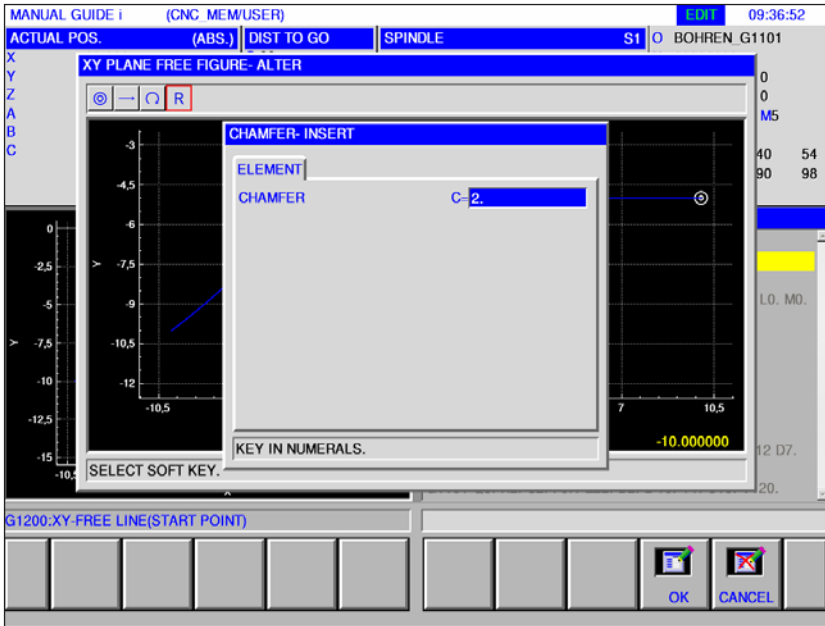 MANUAL GUIDE i (CNC_MEM/USER) EDIT 09:36:52
ACTUAL POS. (ABS.) DIST TO GO SPINDLE S1 O BOHREN_G1101
X
Y
Z
A
B
C
0
0
M5
40 54
90 98
XY PLANE FREE FIGURE- ALTER
R
CHAMFER- INSERT
ELEMENT
CHAMFER C= 2.
KEY IN NUMERALS.
-3
-4,5
-6
-7,5
-9
-10,5
-12
Y
-10,5
7
10,5
-10.000000
SELECT SOFT KEY.
0
-2,5
-5
-7,5
-10
-12,5
-15
Y
-10,5
L0. M0.
12 D7.
20.
G1200:XY-FREE LINE(START POINT)
OK CANCEL